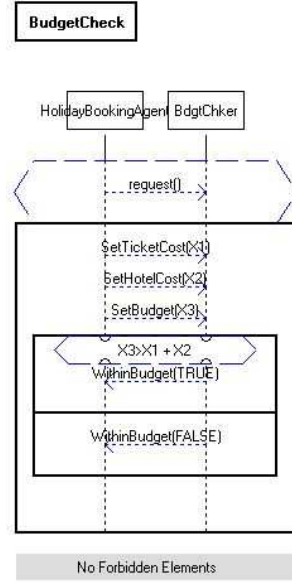 BudgetCheck
HolidayBookingAgent BdgtChker
request()
SetTicketCost(X1)
SetHotelCost(X2)
SetBudget(X3)
X3>X1 + X2
WithinBudget(TRUE)
WithinBudget(FALSE)
No Forbidden Elements